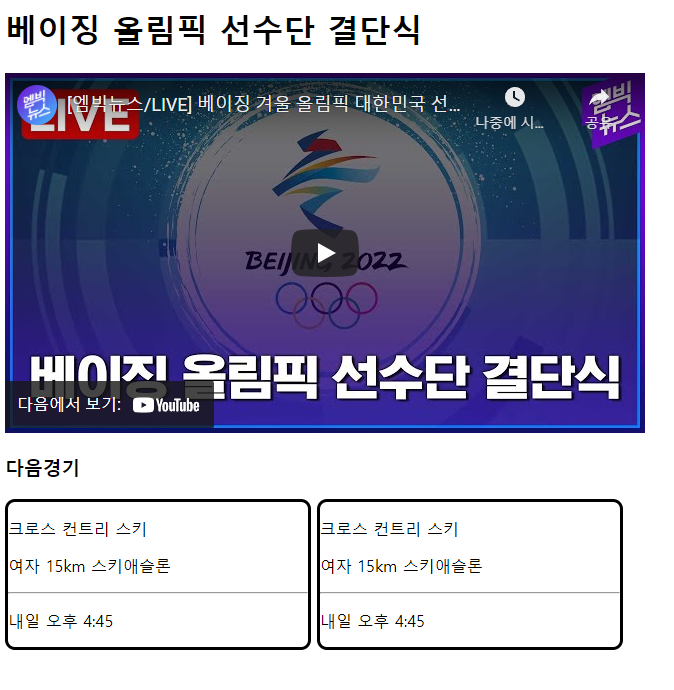 베이징 올림픽 선수단 결단식
엠빅뉴스
[엠빅뉴스/LIVE] 베이징 겨울 올림픽 대한민국 선...
나중에 시...
공유
LIVE
엠빅뉴스
BEIJING 2022
베이징 올림픽 선수단 결단식
다음에서 보기: YouTube
다음경기
크로스 컨트리 스키
여자 15km 스키애슬론
내일 오후 4:45
크로스 컨트리 스키
여자 15km 스키애슬론
내일 오후 4:45